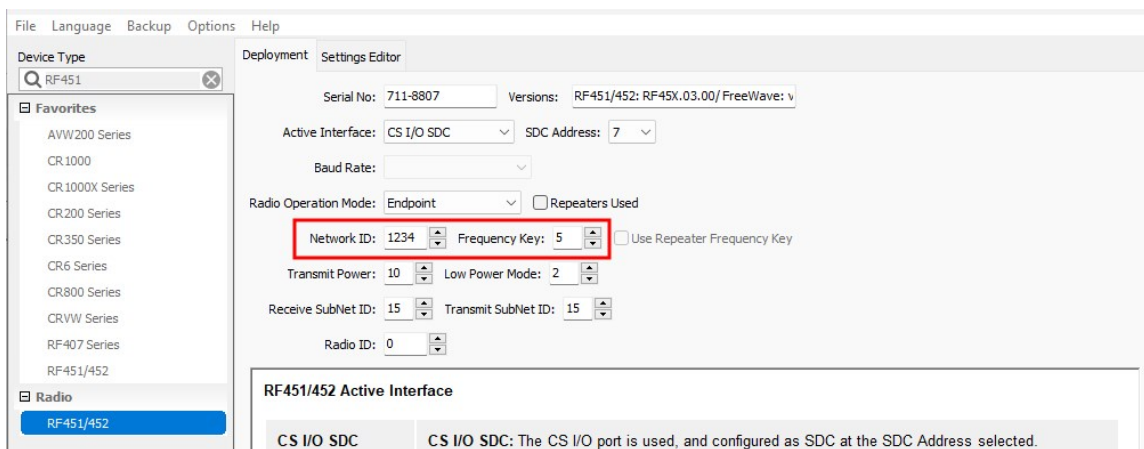 File Language Backup Options Help
Device Type
RF451
Favorites
AVW200 Series
CR1000
CR1000X Series
CR200 Series
CR350 Series
CR6 Series
CR800 Series
CRVW Series
RF407 Series
RF451/452
Radio
RF451/452
Deployment Settings Editor
Serial No: 711-8807 Versions: RF451/452: RF45X.03.00/ FreeWave: v
Active Interface: CS I/O SDC SDC Address: 7
Baud Rate:
Radio Operation Mode: Endpoint Repeaters Used
Network ID: 1234 Frequency Key: 5 Use Repeater Frequency Key
Transmit Power: 10 Low Power Mode: 2
Receive SubNet ID: 15 Transmit SubNet ID: 15
Radio ID: 0
RF451/452 Active Interface
CS I/O SDC CS I/O SDC: The CS I/O port is used, and configured as SDC at the SDC Address selected.